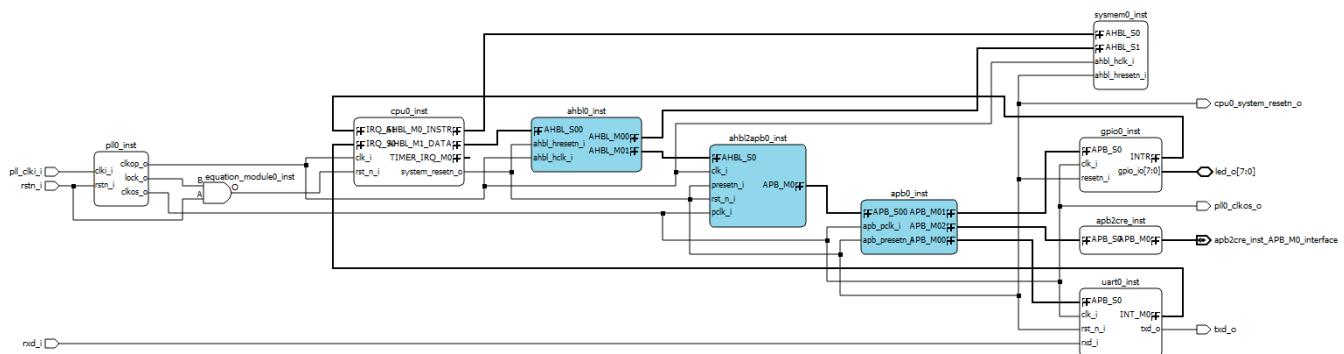 sysmem0_inst
AHBL_S0
AHBL_S1
ahbl_hclk_i
ahbl_hresetn_i
cpu0_system_resetn_o
cpu0_inst
AHBL_M0_INSTR
AHBL_M1_DATA
clk_i
TIMER_IRQ_M0
rst_n_i
system_resetn_o
ahbl0_inst
AHBL_S00
ahbl_hresetn_i
ahbl_hclk_i
AHBL_M00
AHBL_M01
ahbl2apb0_inst
AHBL_S0
clk_i
presetn_i
rst_n_i
pclk_i
APB_M0
gpio0_inst
APB_S0
clk_i
resetn_i
INTR
gpio_io[7:0]
led_o[7:0]
pll0_clkos_o
pll0_inst
pll_clki_i
rstn_i
clki_i
rstn_i
clkop_o
lock_o
clkos_o
equation_module0_inst
B
A
O
apb0_inst
APB_S00
apb_pclk_i
apb_presetn_i
APB_M01
APB_M02
APB_M00
apb2cre_inst
APB_S0
APB_M0
apb2cre_inst_APB_M0_interface
uart0_inst
APB_S0
clk_i
rst_n_i
rxd_i
INT_M0
txd_o
txd_o
rxd_i